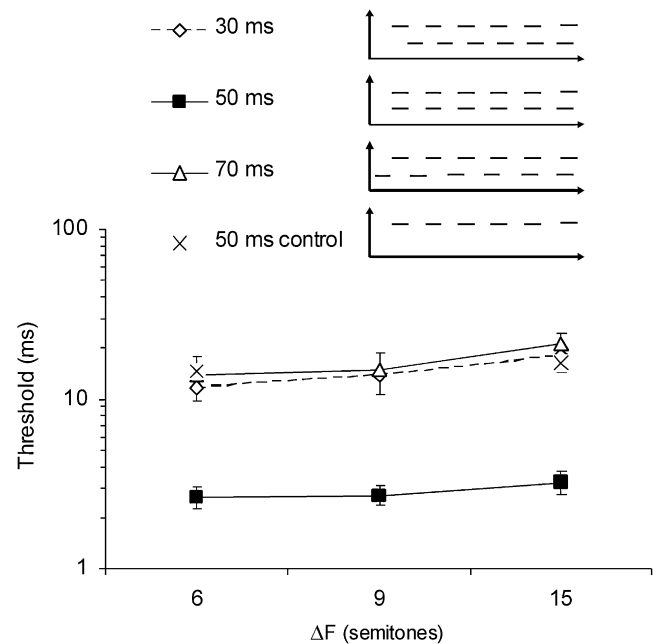 30 ms
50 ms
70 ms
50 ms control
100
10
1
Threshold (ms)
6 9 15
ΔF (semitones)